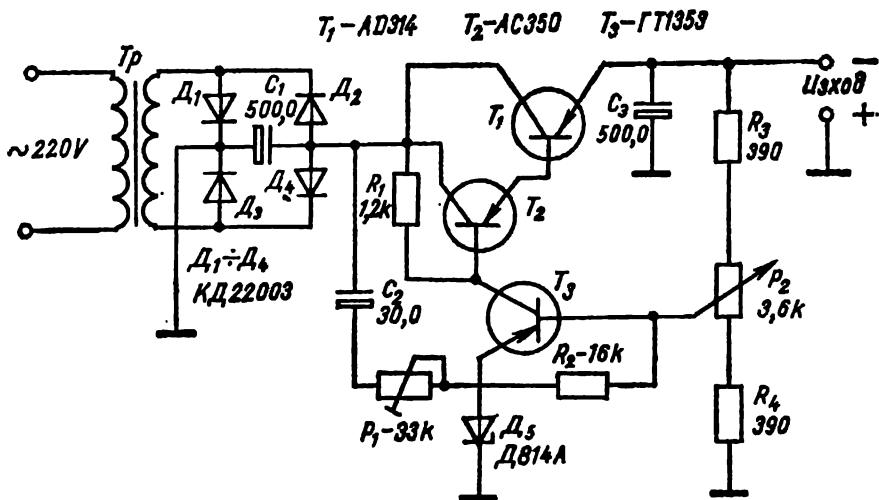 T₁-AD314 T₂-AC350 T₃-ГТ1353
Тр
Д₁
C₁
500,0
Д₂
~220V
Д₃
Д₄
Д₁÷Д₄
КД22003
R₁
1,2k
T₁
T₂
T₃
C₂
30,0
P₁-33k
R₂-16k
Д₅
Д814А
C₃
500,0
R₃
390
P₂
3,6k
R₄
390
Изход
-
+